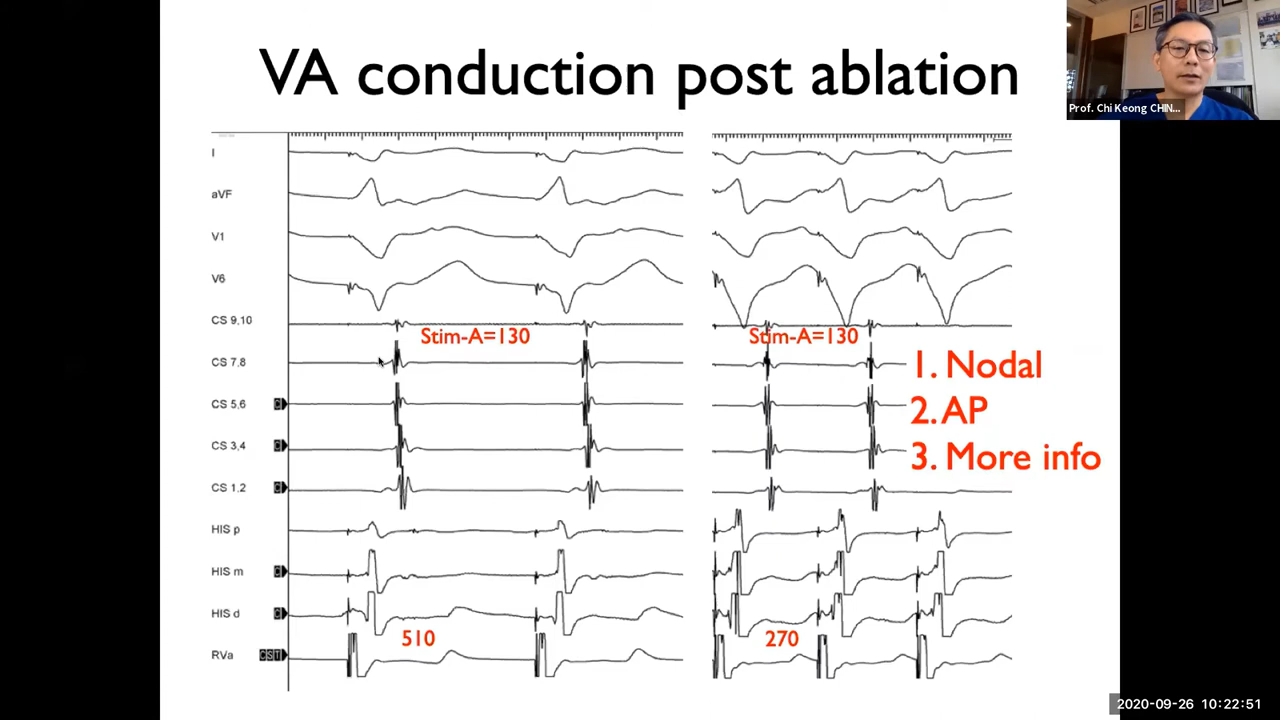 VA conduction post ablation
Prof. Chi Keong CHIN...
I
aVF
V1
V6
CS 9,10
Stim-A=130
Stim-A=130
CS 7,8
1. Nodal
CS 5,6
2. AP
CS 3,4
3. More info
CS 1,2
HIS p
HIS m
HIS d
510
270
RVa
2020-09-26 10:22:51